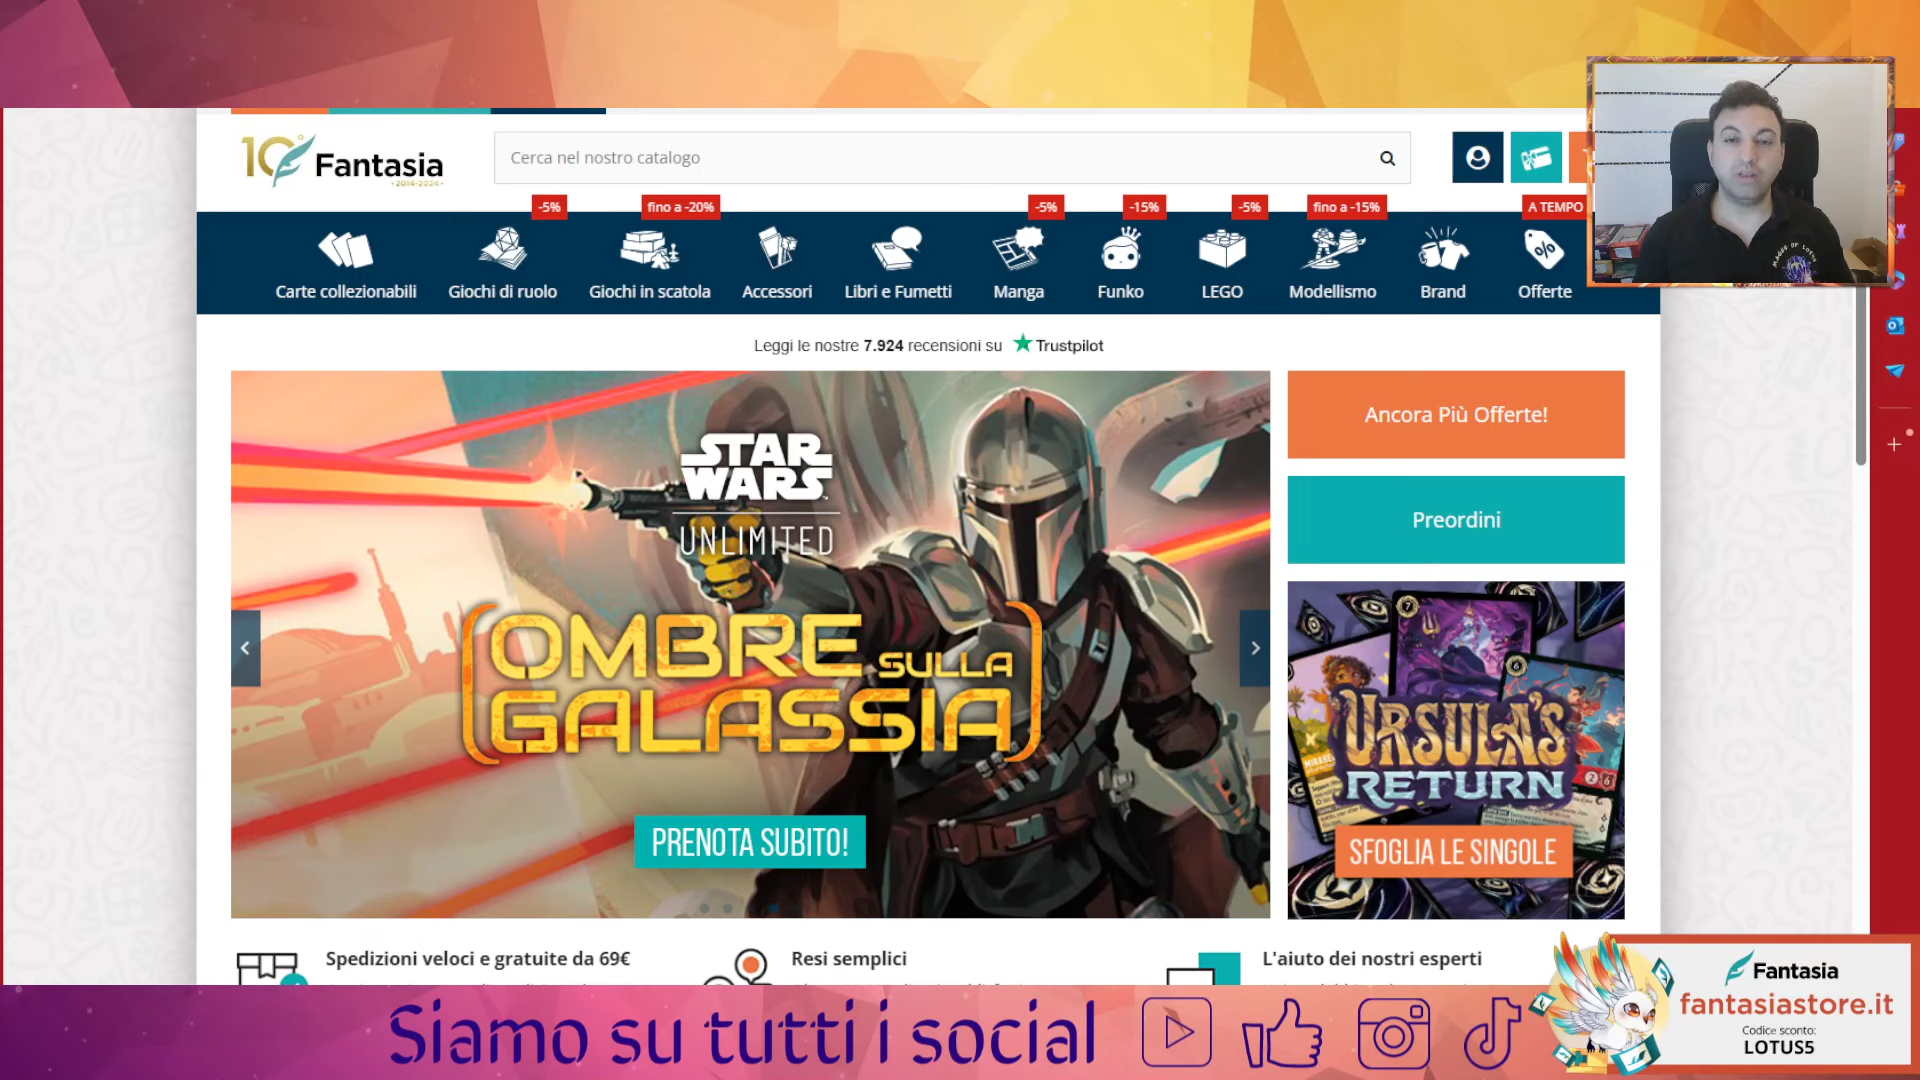 10° Fantasia
-2014-2024-
Cerca nel nostro catalogo
-5%
fino a -20%
-5%
-15%
-5%
fino a -15%
A TEMPO
Carte collezionabili
Giochi di ruolo
Giochi in scatola
Accessori
Libri e Fumetti
Manga
Funko
LEGO
Modellismo
Brand
Offerte
Leggi le nostre 7.924 recensioni su Trustpilot
STAR
WARS
UNLIMITED
OMBRE SULLA
GALASSIA
PRENOTA SUBITO!
Ancora Più Offerte!
Preordini
URSULA'S
RETURN
SFOGLIA LE SINGOLE
Spedizioni veloci e gratuite da 69€
Resi semplici
L'aiuto dei nostri esperti
Siamo su tutti i social
Fantasia
fantasiastore.it
Codice sconto:
LOTUS5